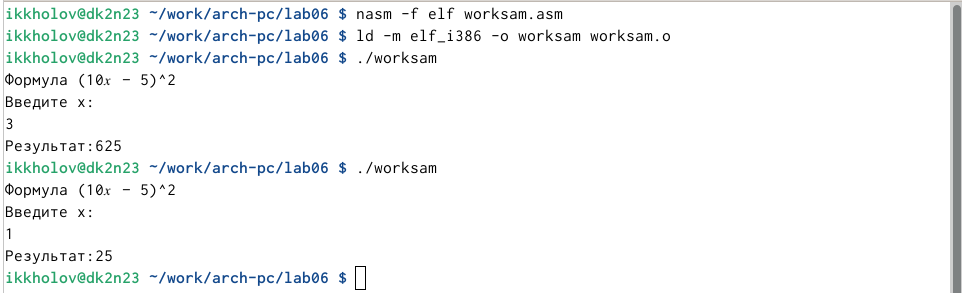 ikkholov@dk2n23 ~/work/arch-pc/lab06 $ nasm -f elf worksam.asm
ikkholov@dk2n23 ~/work/arch-pc/lab06 $ ld -m elf_i386 -o worksam worksam.o
ikkholov@dk2n23 ~/work/arch-pc/lab06 $ ./worksam
Формула (10𝑥 − 5)^2
Введите x:
3
Результат:625
ikkholov@dk2n23 ~/work/arch-pc/lab06 $ ./worksam
Формула (10𝑥 − 5)^2
Введите x:
1
Результат:25
ikkholov@dk2n23 ~/work/arch-pc/lab06 $